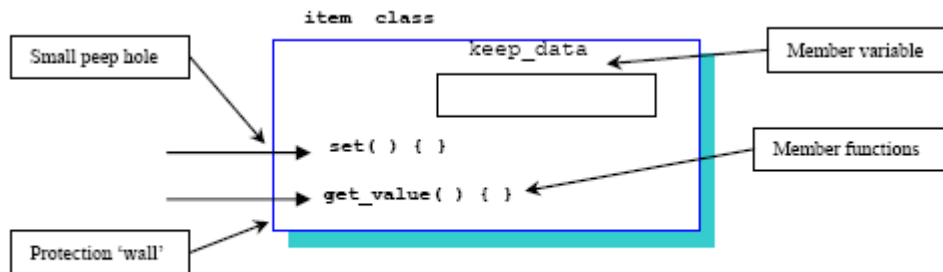 item class
Small peep hole
keep_data
Member variable
set( ) { }
Member functions
get_value( ) { }
Protection ‘wall’